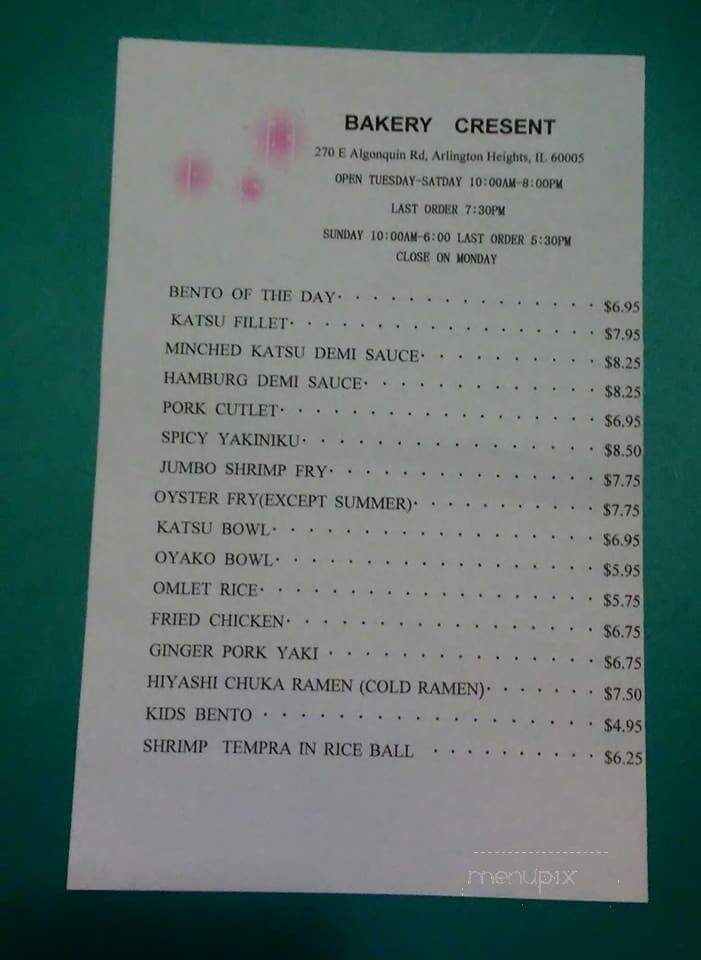 BAKERY CRESENT
270 E Algonquin Rd, Arlington Heights, IL 60005
OPEN TUESDAY-SATDAY 10:00AM-8:00PM
LAST ORDER 7:30PM
SUNDAY 10:00AM-6:00 LAST ORDER 5:30PM
CLOSE ON MONDAY
BENTO OF THE DAY· · · · · · · · · · · · · · · $6.95
KATSU FILLET· · · · · · · · · · · · · · · · · · $7.95
MINCHED KATSU DEMI SAUCE· · · · · · · · · · $8.25
HAMBURG DEMI SAUCE· · · · · · · · · · · · · $8.25
PORK CUTLET· · · · · · · · · · · · · · · · · · $6.95
SPICY YAKINIKU· · · · · · · · · · · · · · · · · $8.50
JUMBO SHRIMP FRY· · · · · · · · · · · · · · · $7.75
OYSTER FRY(EXCEPT SUMMER)· · · · · · · · · · $7.75
KATSU BOWL· · · · · · · · · · · · · · · · · · $6.95
OYAKO BOWL· · · · · · · · · · · · · · · · · · $5.95
OMLET RICE· · · · · · · · · · · · · · · · · · · $5.75
FRIED CHICKEN· · · · · · · · · · · · · · · · · $6.75
GINGER PORK YAKI · · · · · · · · · · · · · · · $6.75
HIYASHI CHUKA RAMEN (COLD RAMEN)· · · · · · · $7.50
KIDS BENTO · · · · · · · · · · · · · · · · · · $4.95
SHRIMP TEMPRA IN RICE BALL · · · · · · · · · $6.25
menupix